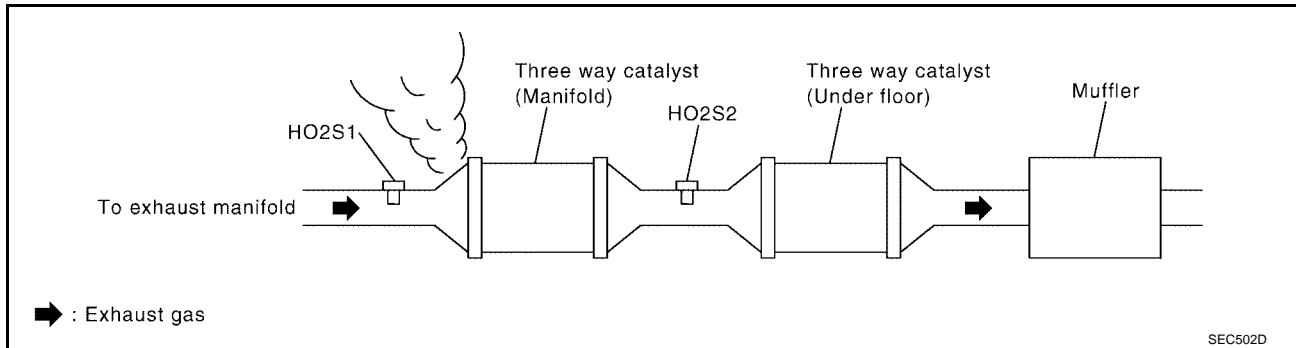 Three way catalyst
(Manifold)
Three way catalyst
(Under floor)
Muffler
HO2S1
HO2S2
To exhaust manifold
: Exhaust gas
SEC502D